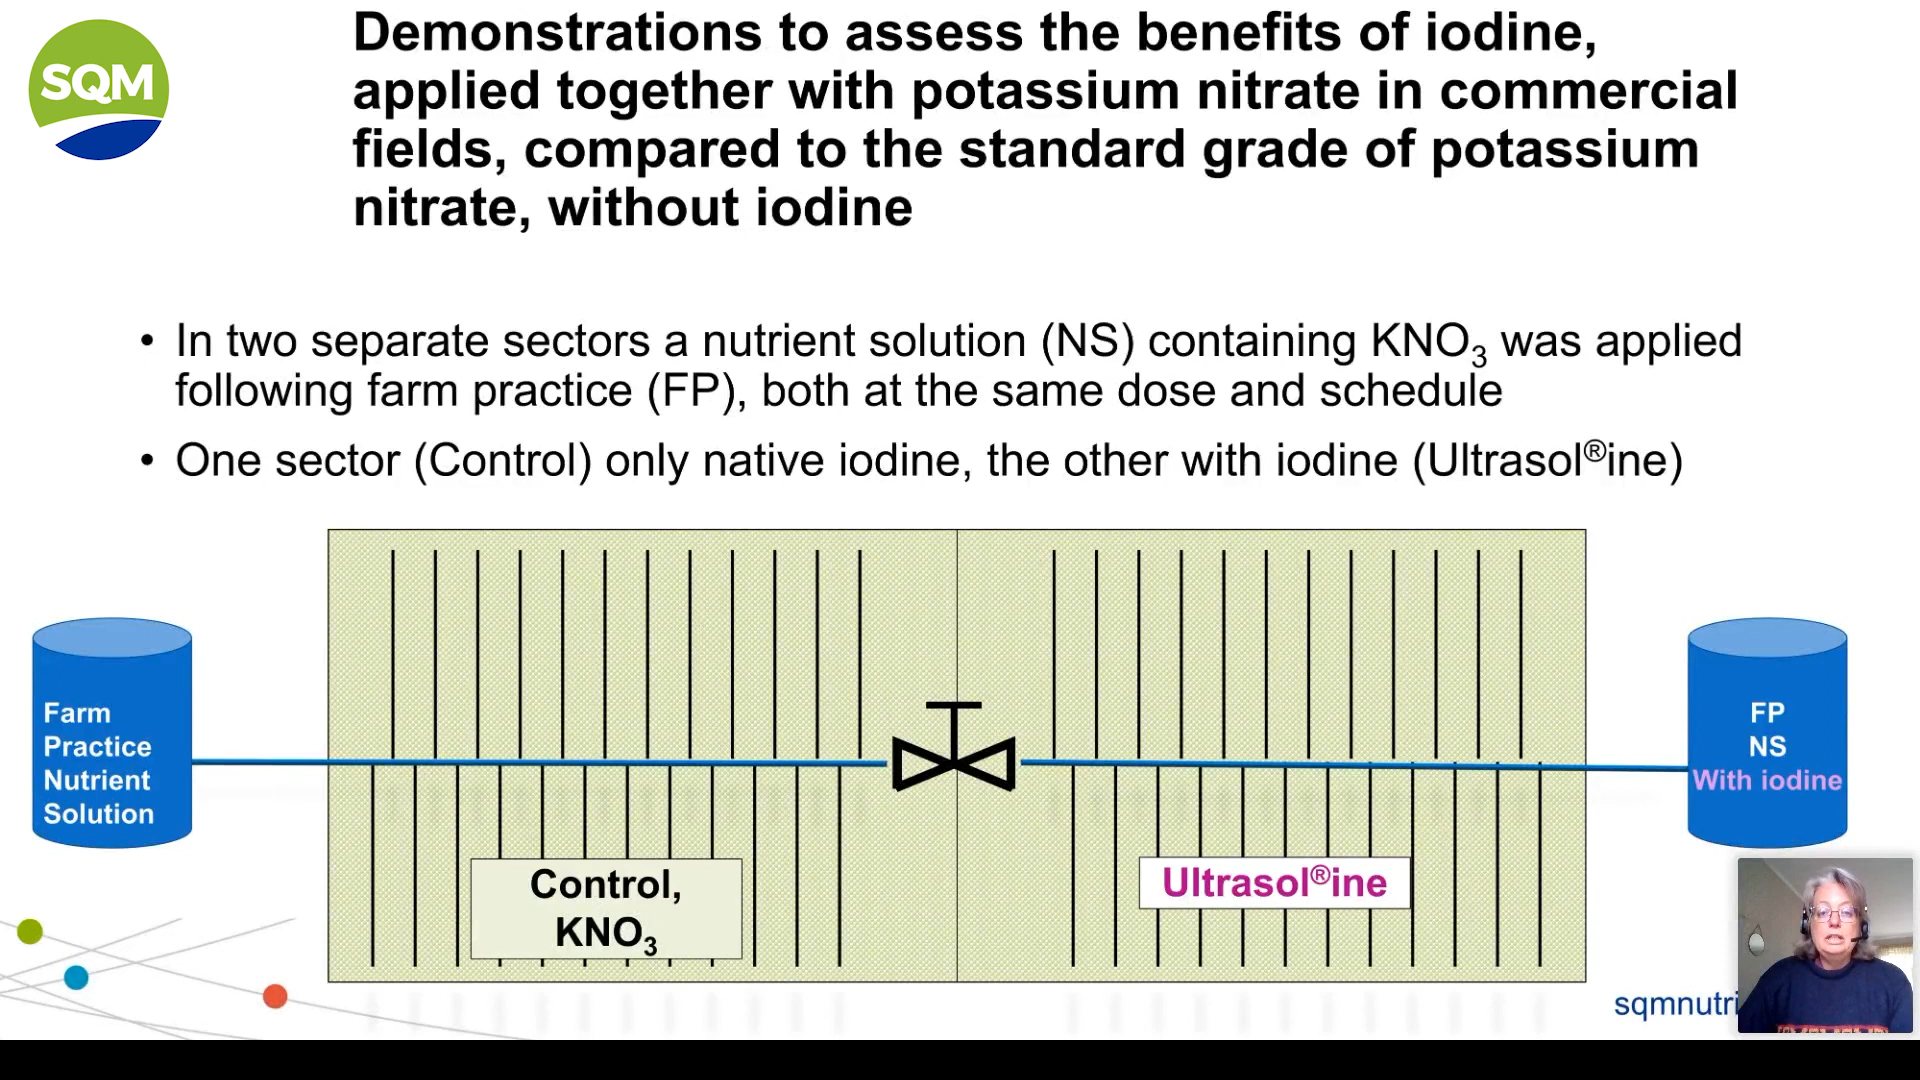 SQM
Demonstrations to assess the benefits of iodine,
applied together with potassium nitrate in commercial
fields, compared to the standard grade of potassium
nitrate, without iodine
• In two separate sectors a nutrient solution (NS) containing KNO₃ was applied
following farm practice (FP), both at the same dose and schedule
• One sector (Control) only native iodine, the other with iodine (Ultrasol®ine)
Farm
Practice
Nutrient
Solution
Control,
KNO₃
Ultrasol®ine
FP
NS
With iodine
sqmnutri